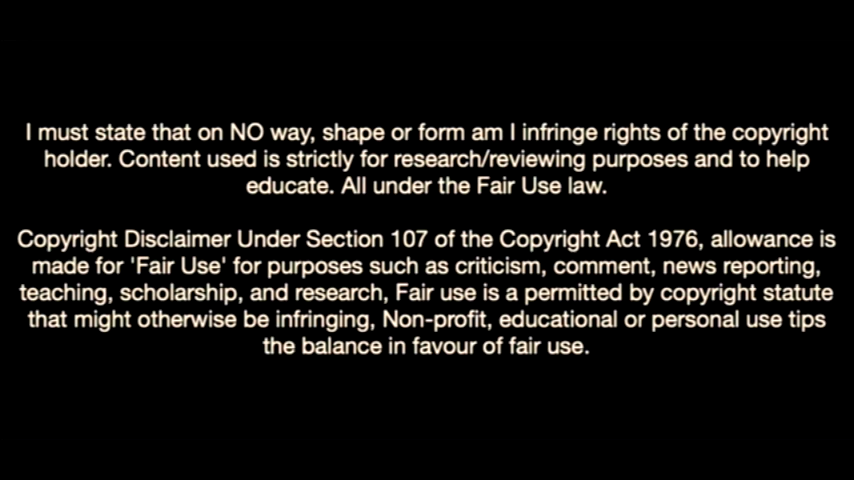 I must state that on NO way, shape or form am I infringe rights of the copyright
holder. Content used is strictly for research/reviewing purposes and to help
educate. All under the Fair Use law.
Copyright Disclaimer Under Section 107 of the Copyright Act 1976, allowance is
made for 'Fair Use' for purposes such as criticism, comment, news reporting,
teaching, scholarship, and research, Fair use is a permitted by copyright statute
that might otherwise be infringing, Non-profit, educational or personal use tips
the balance in favour of fair use.